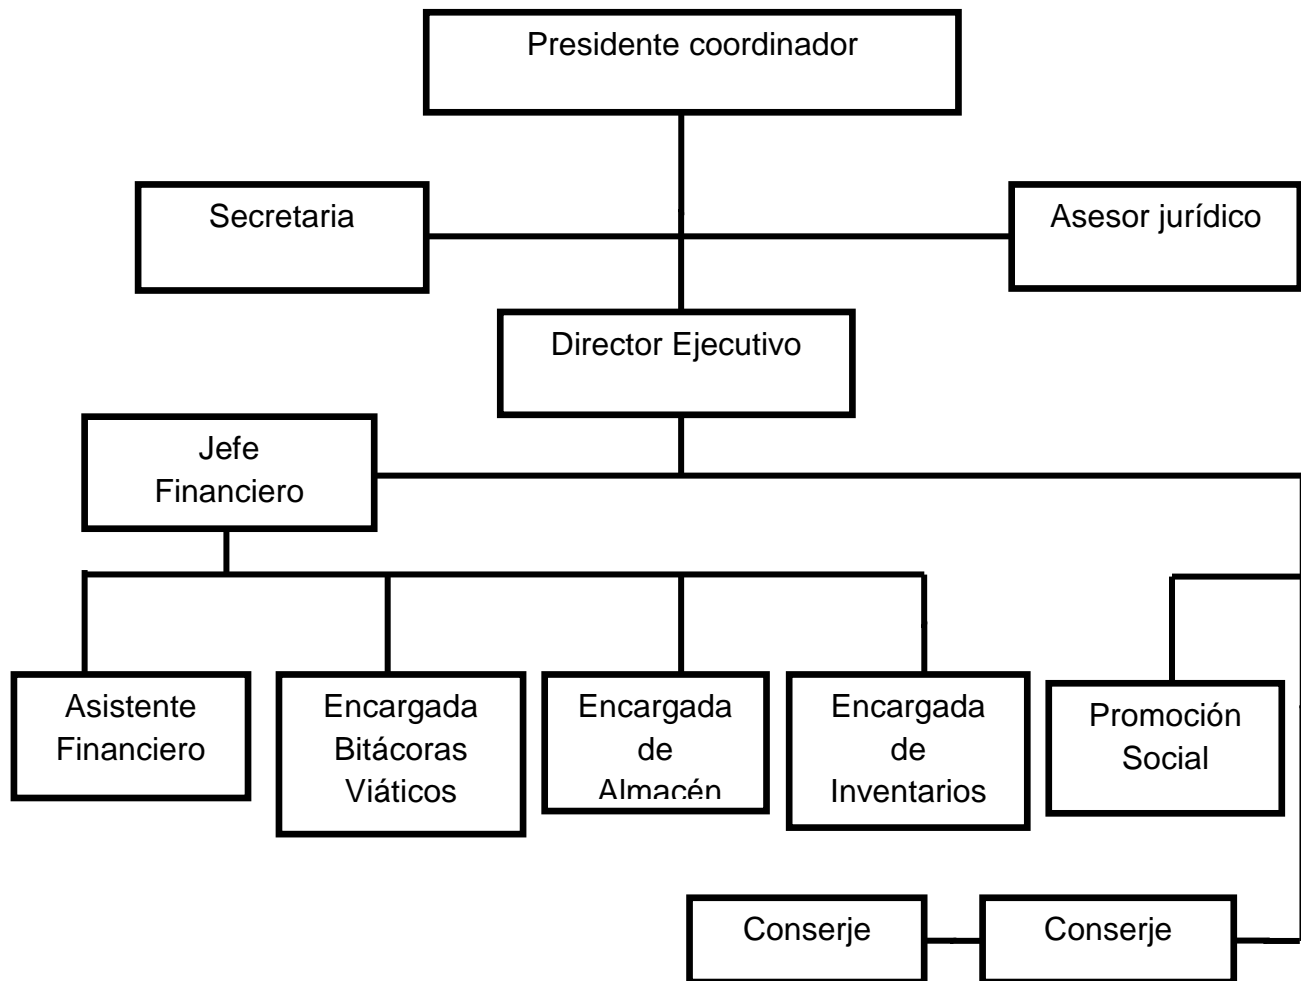 Presidente coordinador
Secretaria
Asesor jurídico
Director Ejecutivo
Jefe
Financiero
Asistente
Financiero
Encargada
Bitácoras
Viáticos
Encargada
de
Almacén
Encargada
de
Inventarios
Promoción
Social
Conserje
Conserje